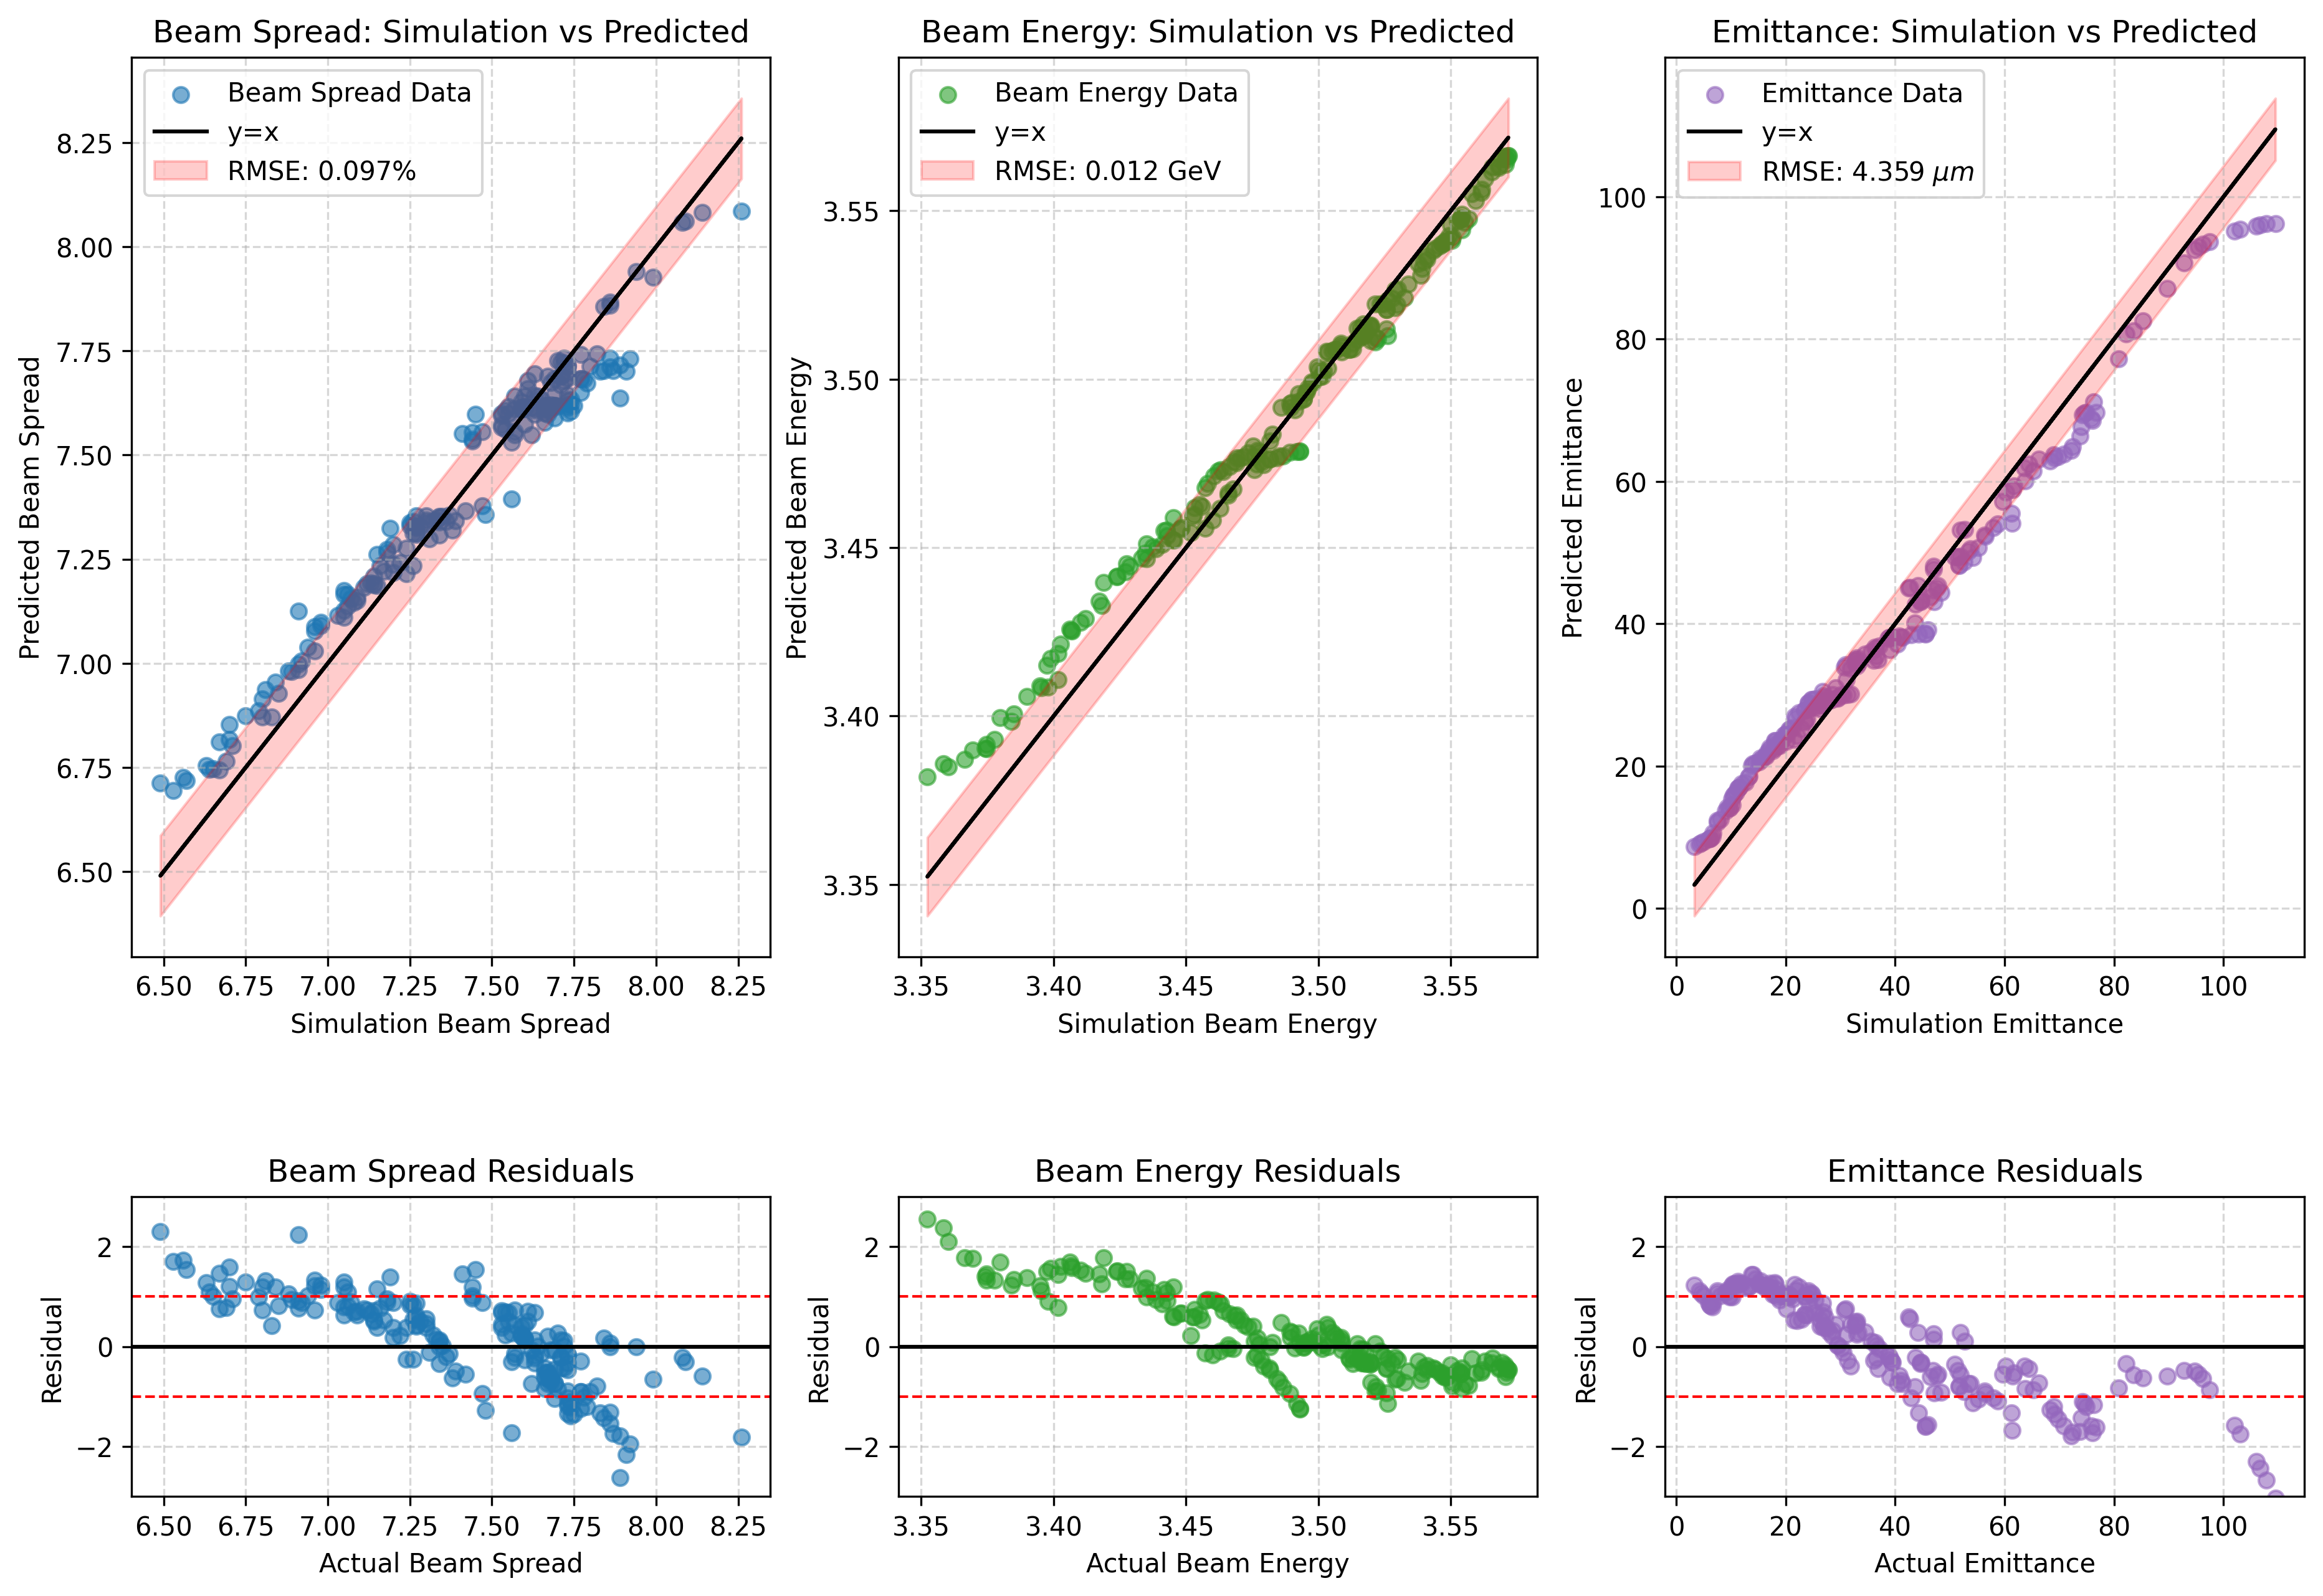 Beam Spread: Simulation vs Predicted
Beam Spread Data
y=x
RMSE: 0.097%
Predicted Beam Spread
8.25
8.00
7.75
7.50
7.25
7.00
6.75
6.50
6.50 6.75 7.00 7.25 7.50 7.75 8.00 8.25
Simulation Beam Spread
Beam Energy: Simulation vs Predicted
Beam Energy Data
y=x
RMSE: 0.012 GeV
Predicted Beam Energy
3.55
3.50
3.45
3.40
3.35
3.35 3.40 3.45 3.50 3.55
Simulation Beam Energy
Emittance: Simulation vs Predicted
Emittance Data
y=x
RMSE: 4.359 μm
Predicted Emittance
100
80
60
40
20
0
0 20 40 60 80 100
Simulation Emittance
Beam Spread Residuals
Residual
2
0
−2
6.50 6.75 7.00 7.25 7.50 7.75 8.00 8.25
Actual Beam Spread
Beam Energy Residuals
Residual
2
0
−2
3.35 3.40 3.45 3.50 3.55
Actual Beam Energy
Emittance Residuals
Residual
2
0
−2
0 20 40 60 80 100
Actual Emittance